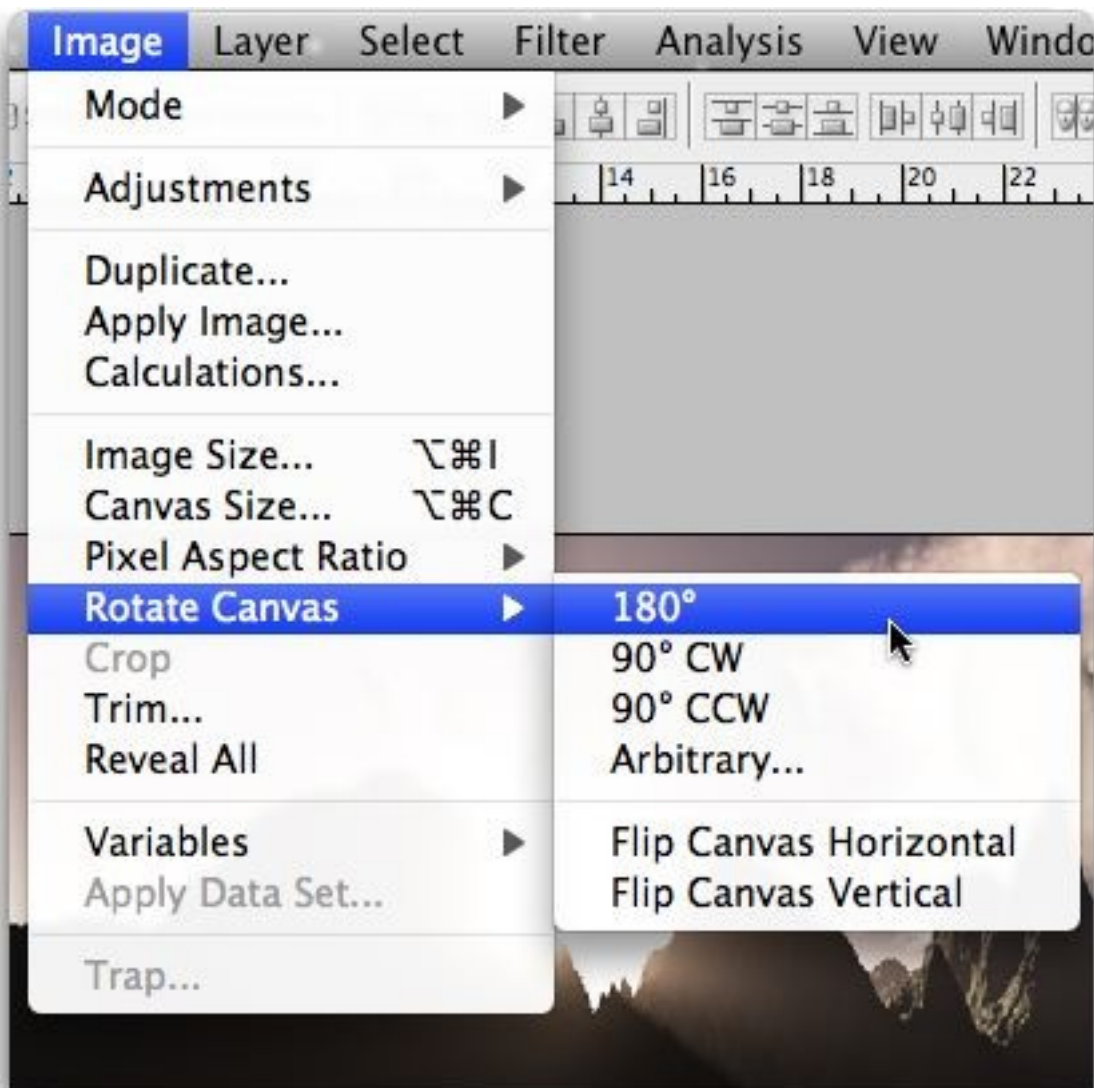 Image Layer Select Filter Analysis View Windo
Mode
14 16 18 20 22
Adjustments
Duplicate...
Apply Image...
Calculations...
Image Size... ⌥⌘I
Canvas Size... ⌥⌘C
Pixel Aspect Ratio
Rotate Canvas
Crop
Trim...
Reveal All
Variables
Apply Data Set...
Trap...
180°
90° CW
90° CCW
Arbitrary...
Flip Canvas Horizontal
Flip Canvas Vertical